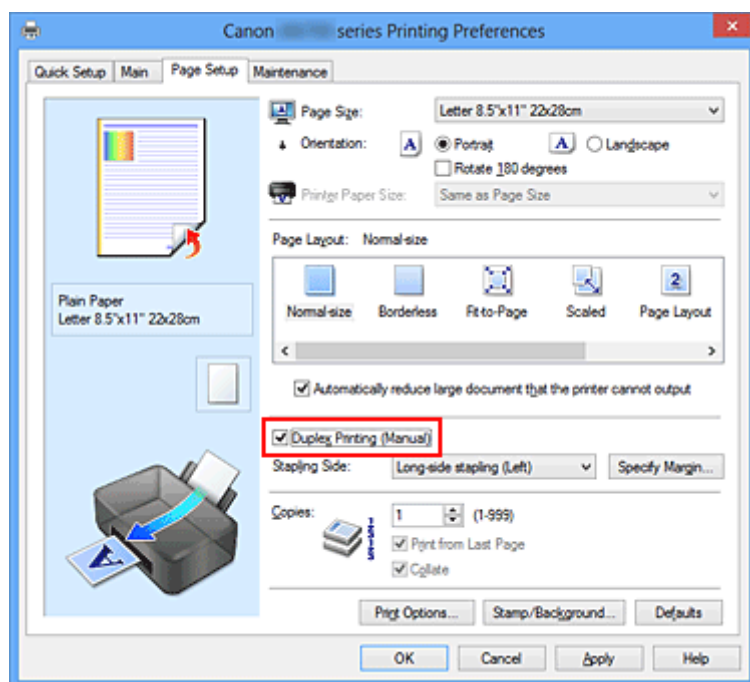 Canon series Printing Preferences
Quick Setup Main Page Setup Maintenance
Page Size: Letter 8.5"x11" 22x28cm
Orientation: A Portrait A Landscape
Rotate 180 degrees
Printer Paper Size: Same as Page Size
Page Layout: Normal-size
Normal-size Borderless Fit-to-Page Scaled Page Layout
Plain Paper
Letter 8.5"x11" 22x28cm
Automatically reduce large document that the printer cannot output
Duplex Printing (Manual)
Stapling Side: Long-side stapling (Left) Specify Margin...
Copies: 1 (1-999)
Print from Last Page
Collate
Print Options... Stamp/Background... Defaults
OK Cancel Apply Help